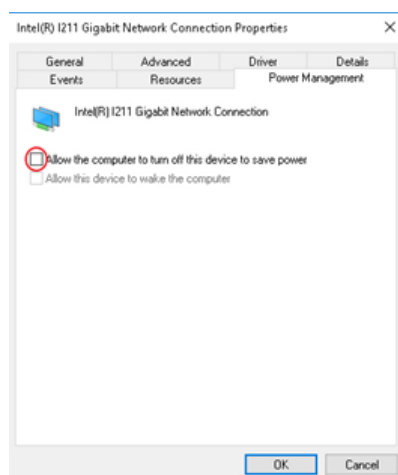 Intel(R) I211 Gigabit Network Connection Properties
General Advanced Driver Details
Events Resources Power Management
Intel(R) I211 Gigabit Network Connection
Allow the computer to turn off this device to save power
Allow this device to wake the computer
OK Cancel